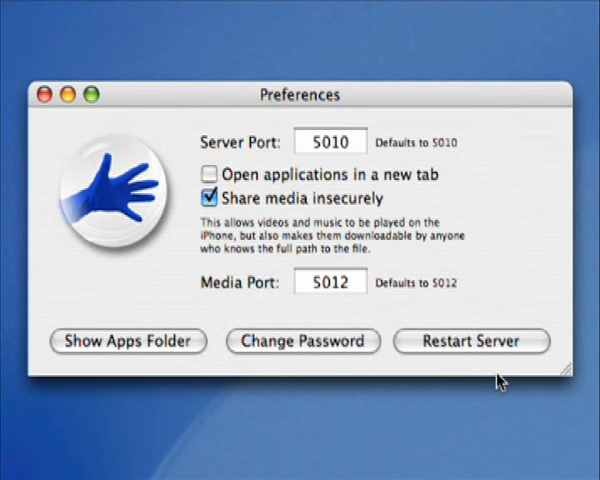 Preferences
Server Port: 5010 Defaults to 5010
Open applications in a new tab
Share media insecurely
This allows videos and music to be played on the
iPhone, but also makes them downloadable by anyone
who knows the full path to the file.
Media Port: 5012 Defaults to 5012
Show Apps Folder Change Password Restart Server